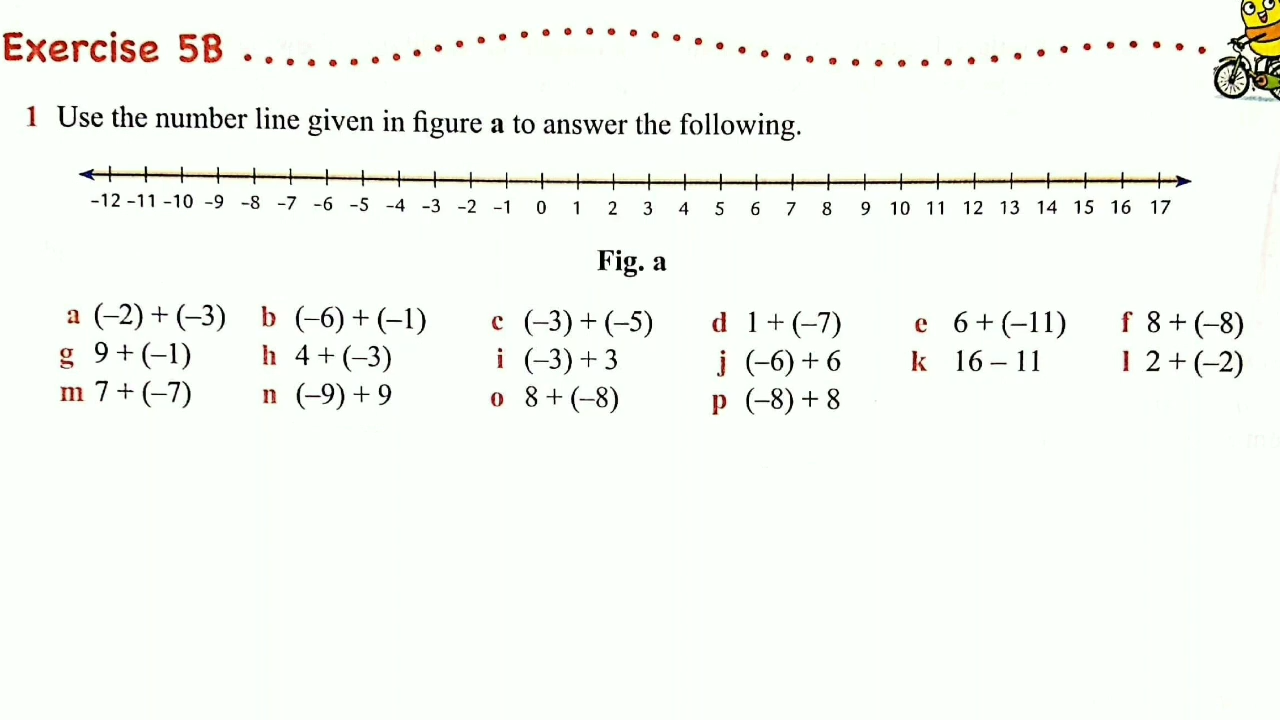 Exercise 5B
1 Use the number line given in figure a to answer the following.
–12 –11 –10 –9 –8 –7 –6 –5 –4 –3 –2 –1 0 1 2 3 4 5 6 7 8 9 10 11 12 13 14 15 16 17
Fig. a
a (–2) + (–3) b (–6) + (–1) c (–3) + (–5) d 1 + (–7) e 6 + (–11) f 8 + (–8)
g 9 + (–1) h 4 + (–3) i (–3) + 3 j (–6) + 6 k 16 – 11 l 2 + (–2)
m 7 + (–7) n (–9) + 9 o 8 + (–8) p (–8) + 8